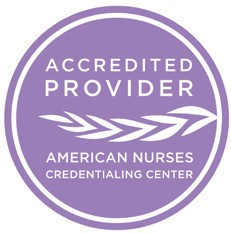 ACCREDITED
PROVIDER
AMERICAN NURSES
CREDENTIALING CENTER